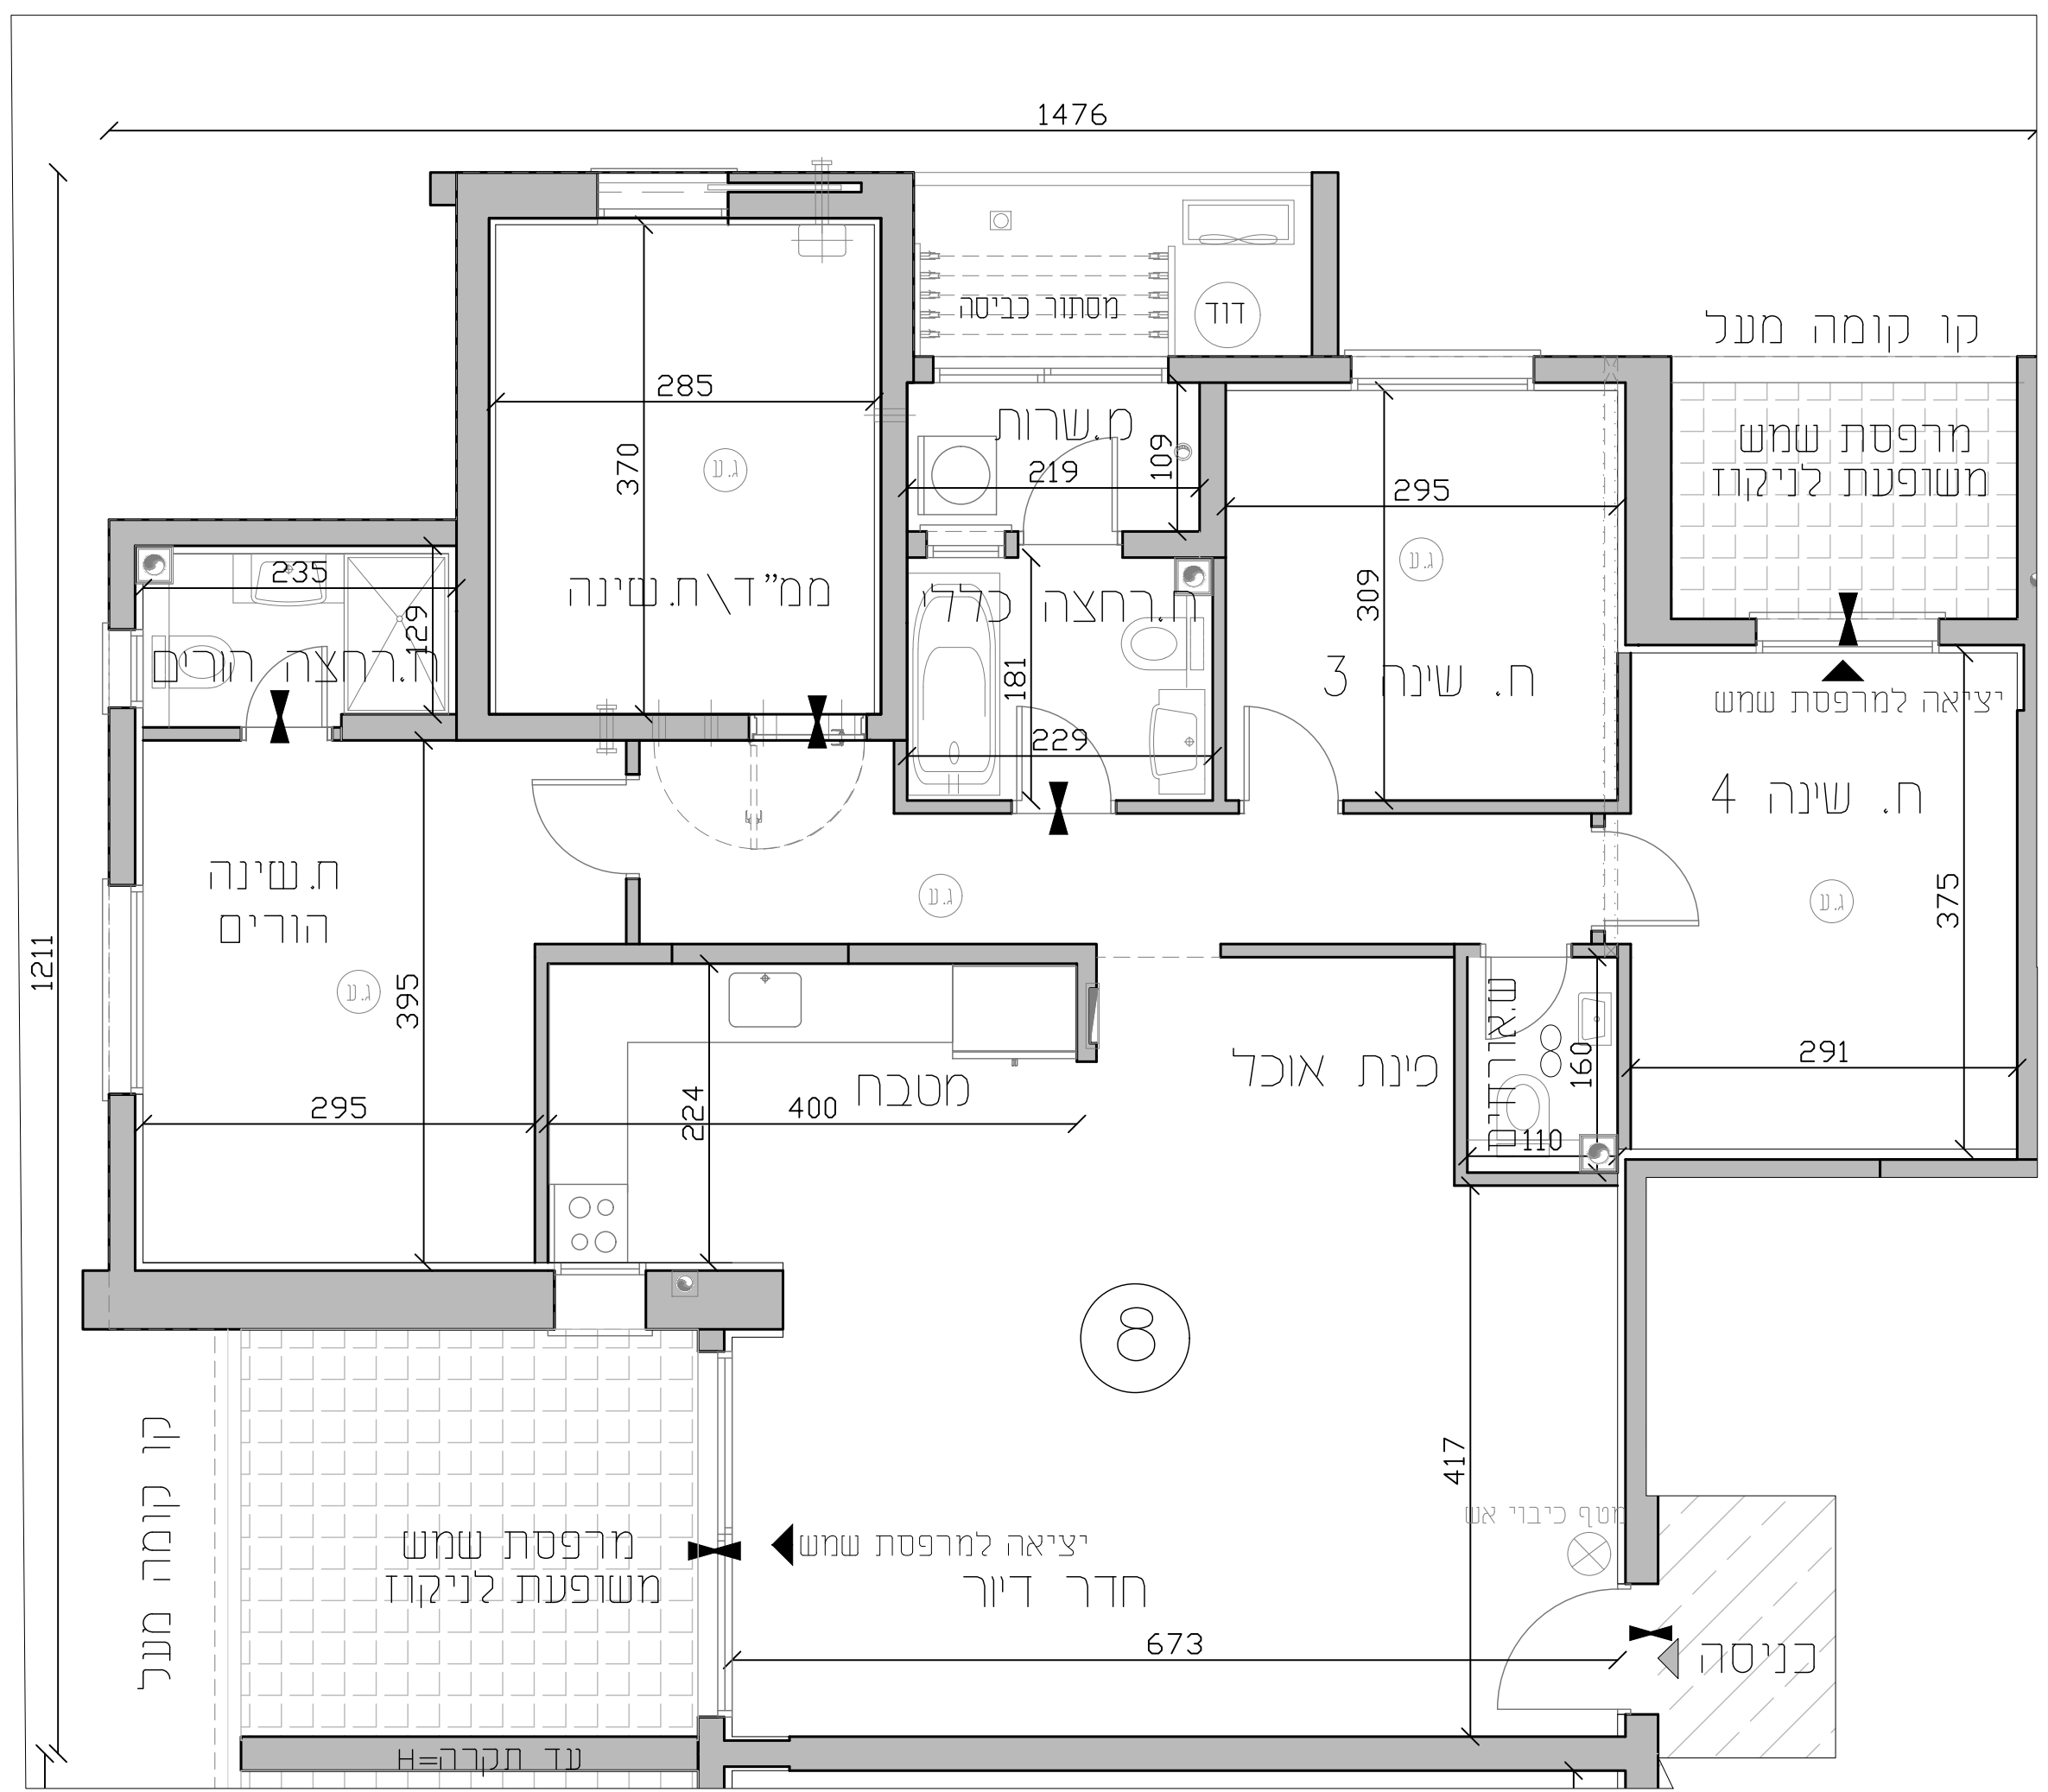 1476
קו קומה מעל
מסתור כביסה
דוד
285
370
ג.ע
מ.שרות
219
109
295
מרפסת שמש
משופעת לניקוז
ג.ע
309
235
129
ח.רחצה הורים
ממ"ד\ח.שינה
ח.רחצה כללי
181
229
ח. שינה 3
יציאה למרפסת שמש
ח. שינה 4
ח.שינה
הורים
ג.ע
ג.ע
ג.ע
375
1211
395
295
224
400
מטבח
פינת אוכל
ש.אורחים
160
110
291
8
417
קו קומה מעל
מרפסת שמש
משופעת לניקוז
יציאה למרפסת שמש
חדר דיור
מטף כיבוי אש
673
כניסה
עד תקרה=H